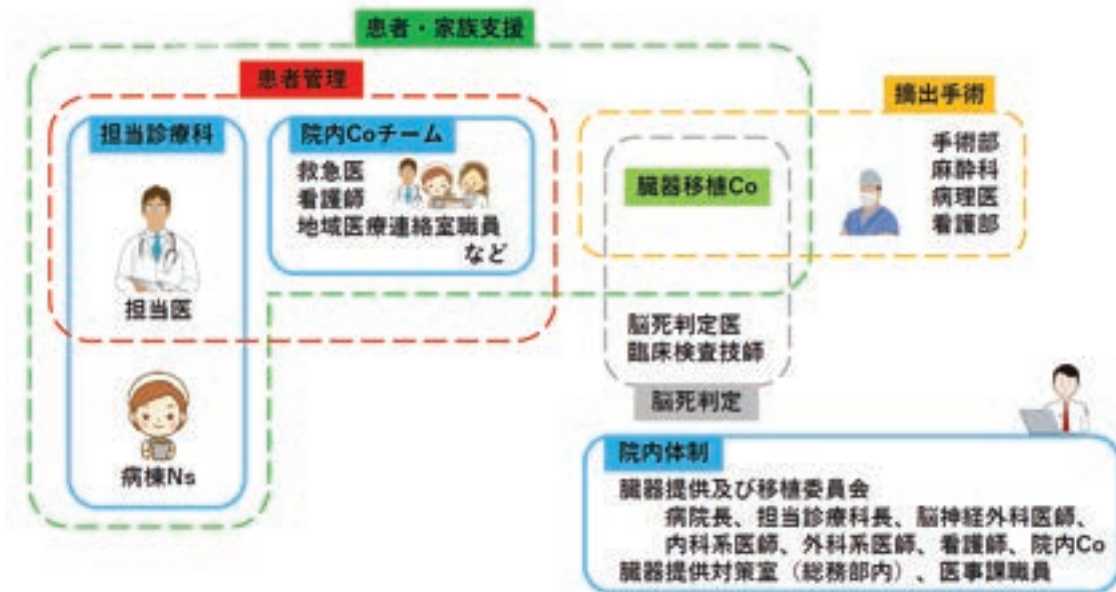 患者・家族支援
患者管理
摘出手術
担当診療科
院内Coチーム
救急医
看護師
地域医療連絡室職員
など
担当医
病棟Ns
臓器移植Co
手術部
麻酔科
病理医
看護部
脳死判定医
臨床検査技師
脳死判定
院内体制
臓器提供及び移植委員会
病院長、担当診療科長、脳神経外科医師、
内科系医師、外科系医師、看護師、院内Co
臓器提供対策室（総務部内）、医事課職員